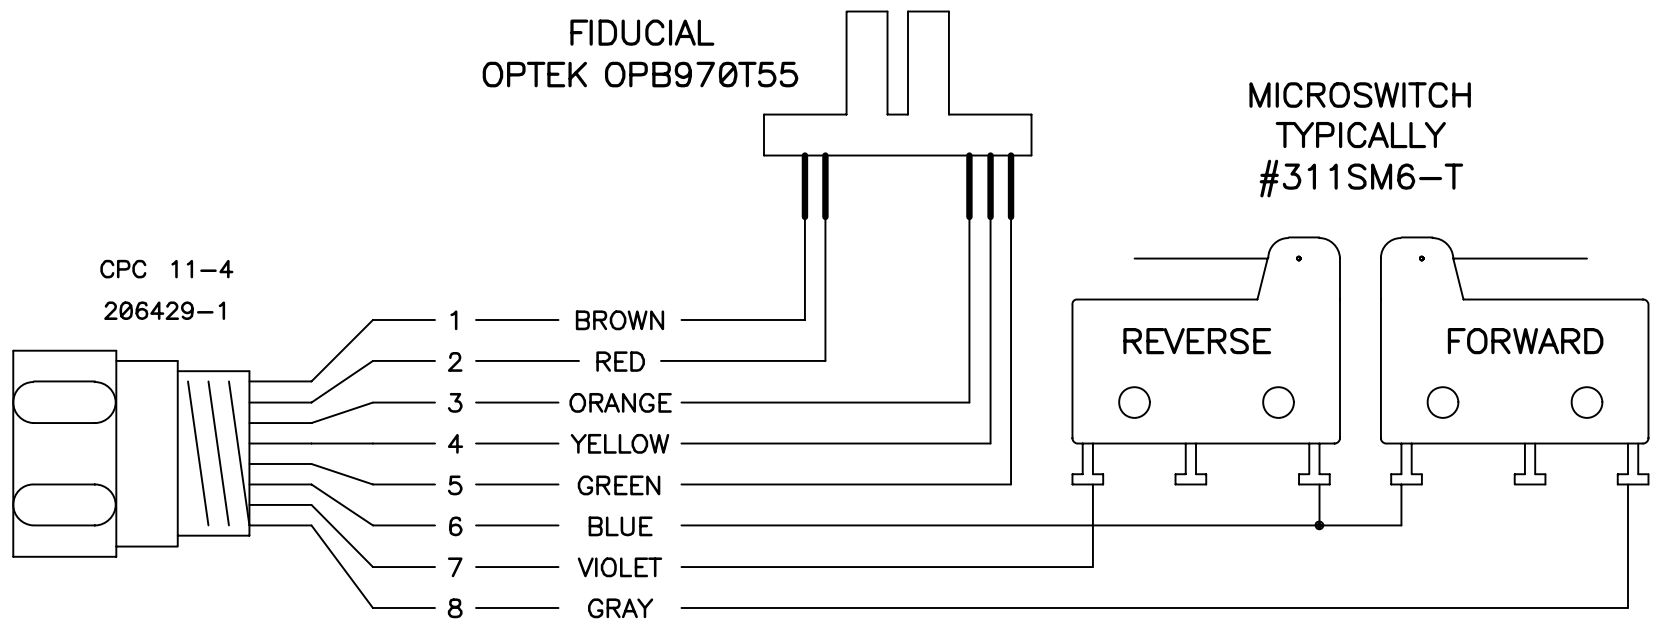 FIDUCIAL
OPTEK OPB970T55
MICROSWITCH
TYPICALLY
#311SM6-T
CPC 11-4
206429-1
1 BROWN
2 RED
3 ORANGE
4 YELLOW
5 GREEN
6 BLUE
7 VIOLET
8 GRAY
REVERSE
FORWARD